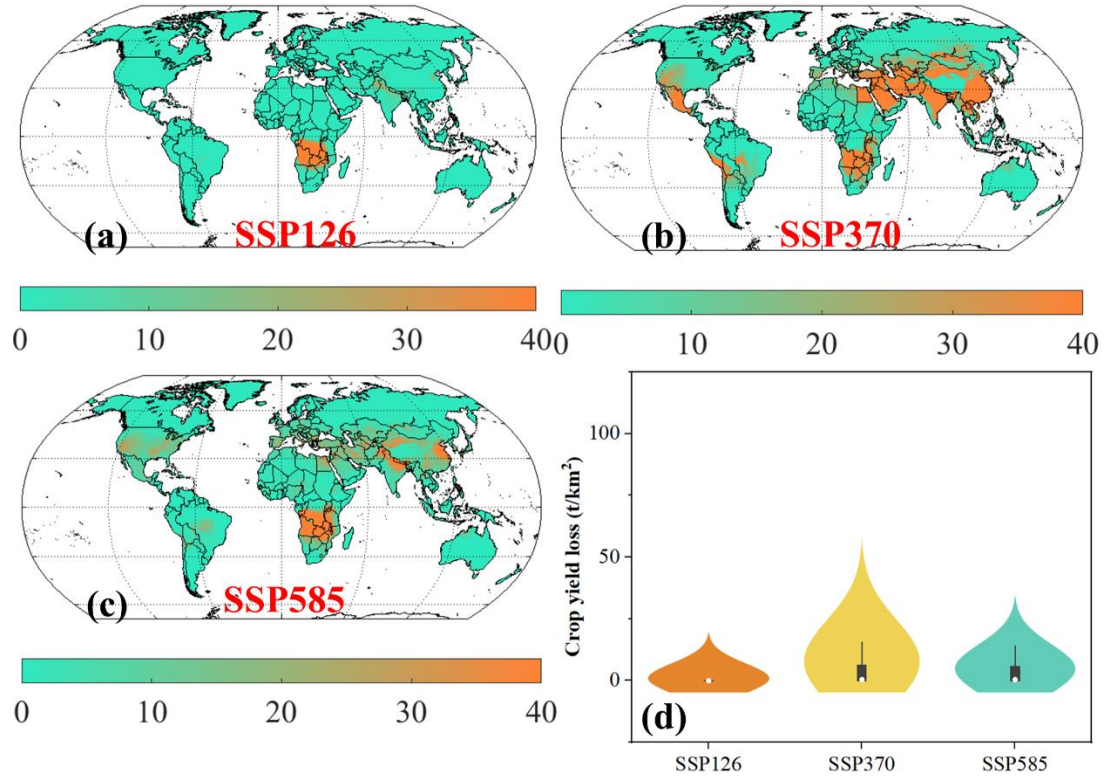 (a)
SSP126
(b)
SSP370
0 10 20 30 40
10 20 30 40
(c)
SSP585
0 10 20 30 40
Crop yield loss (t/km²)
100
50
0
(d)
SSP126 SSP370 SSP585